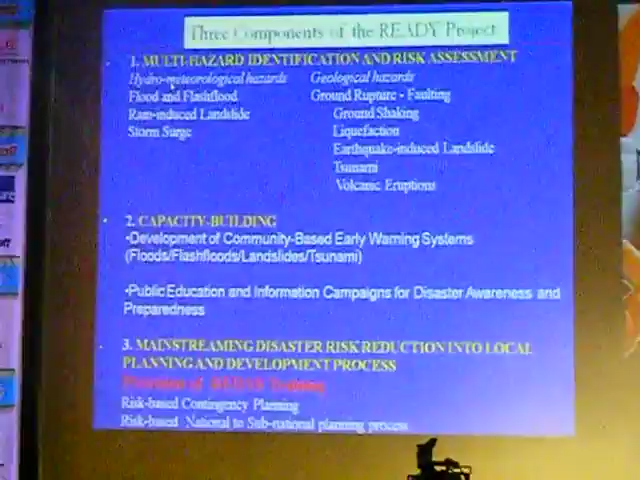 Three Components of the READY Project
1. MULTI-HAZARD IDENTIFICATION AND RISK ASSESSMENT
Hydro-meteorological hazards Geological hazards
Flood and Flashflood Ground Rupture - Faulting
Rain-induced Landslide Ground Shaking
Storm Surge Liquefaction
Earthquake-induced Landslide
Tsunami
Volcanic Eruptions
2. CAPACITY-BUILDING
•Development of Community-Based Early Warning Systems
(Floods/Flashfloods/Landslides/Tsunami)
•Public Education and Information Campaigns for Disaster Awareness and
Preparedness
3. MAINSTREAMING DISASTER RISK REDUCTION INTO LOCAL
PLANNING AND DEVELOPMENT PROCESS
Provision of REDAS Training
Risk-based Contingency Planning
Risk-based National to Sub-national planning process